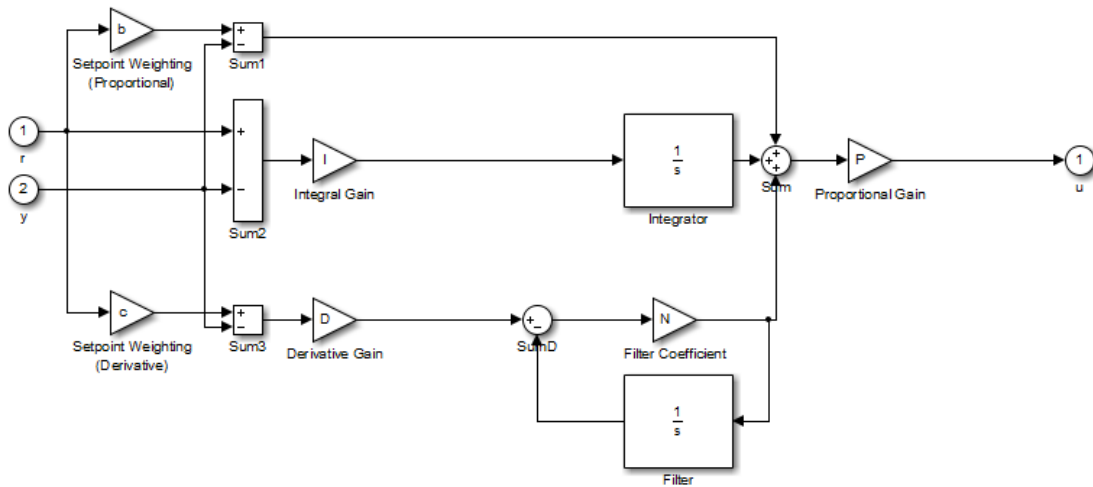 b
+
−
Setpoint Weighting
(Proportional)
Sum1
1
r
+
2
y
−
Sum2
I
Integral Gain
1
s
Integrator
+
+
+
Sum
P
Proportional Gain
1
u
c
Setpoint Weighting
(Derivative)
+
−
Sum3
D
Derivative Gain
+
−
SumD
N
Filter Coefficient
1
s
Filter